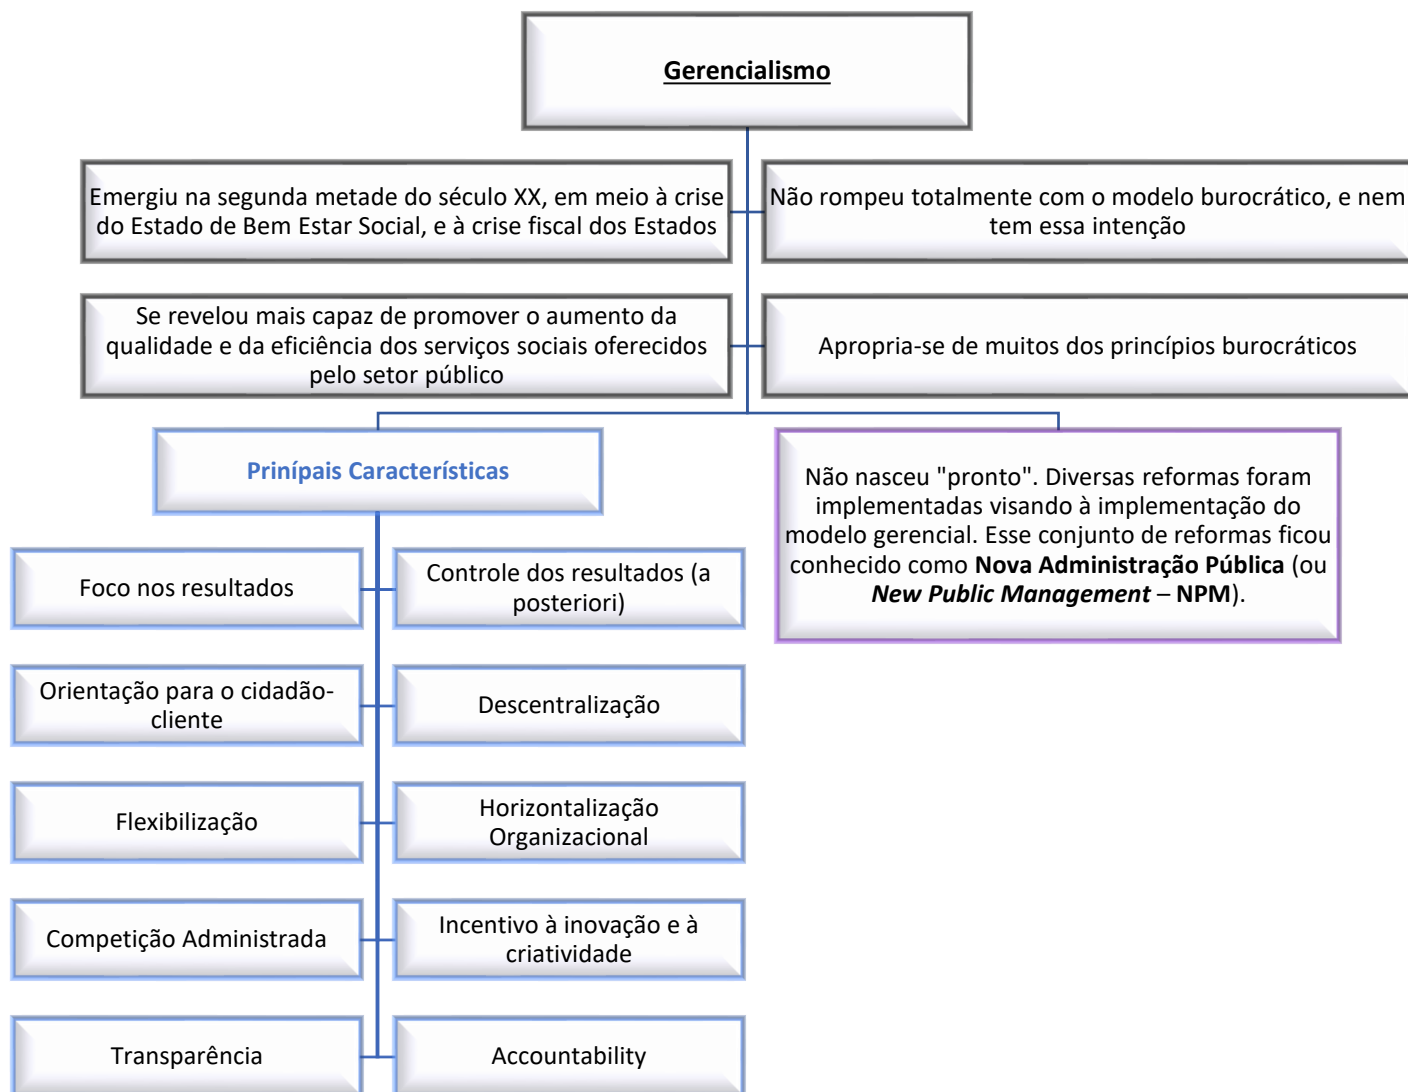 Gerencialismo
Emergiu na segunda metade do século XX, em meio à crise
do Estado de Bem Estar Social, e à crise fiscal dos Estados
Não rompeu totalmente com o modelo burocrático, e nem
tem essa intenção
Se revelou mais capaz de promover o aumento da
qualidade e da eficiência dos serviços sociais oferecidos
pelo setor público
Apropria-se de muitos dos princípios burocráticos
Prinípais Características
Foco nos resultados
Controle dos resultados (a
posteriori)
Orientação para o cidadão-
cliente
Descentralização
Flexibilização
Horizontalização
Organizacional
Competição Administrada
Incentivo à inovação e à
criatividade
Transparência
Accountability
Não nasceu "pronto". Diversas reformas foram
implementadas visando à implementação do
modelo gerencial. Esse conjunto de reformas ficou
conhecido como Nova Administração Pública (ou
New Public Management – NPM).